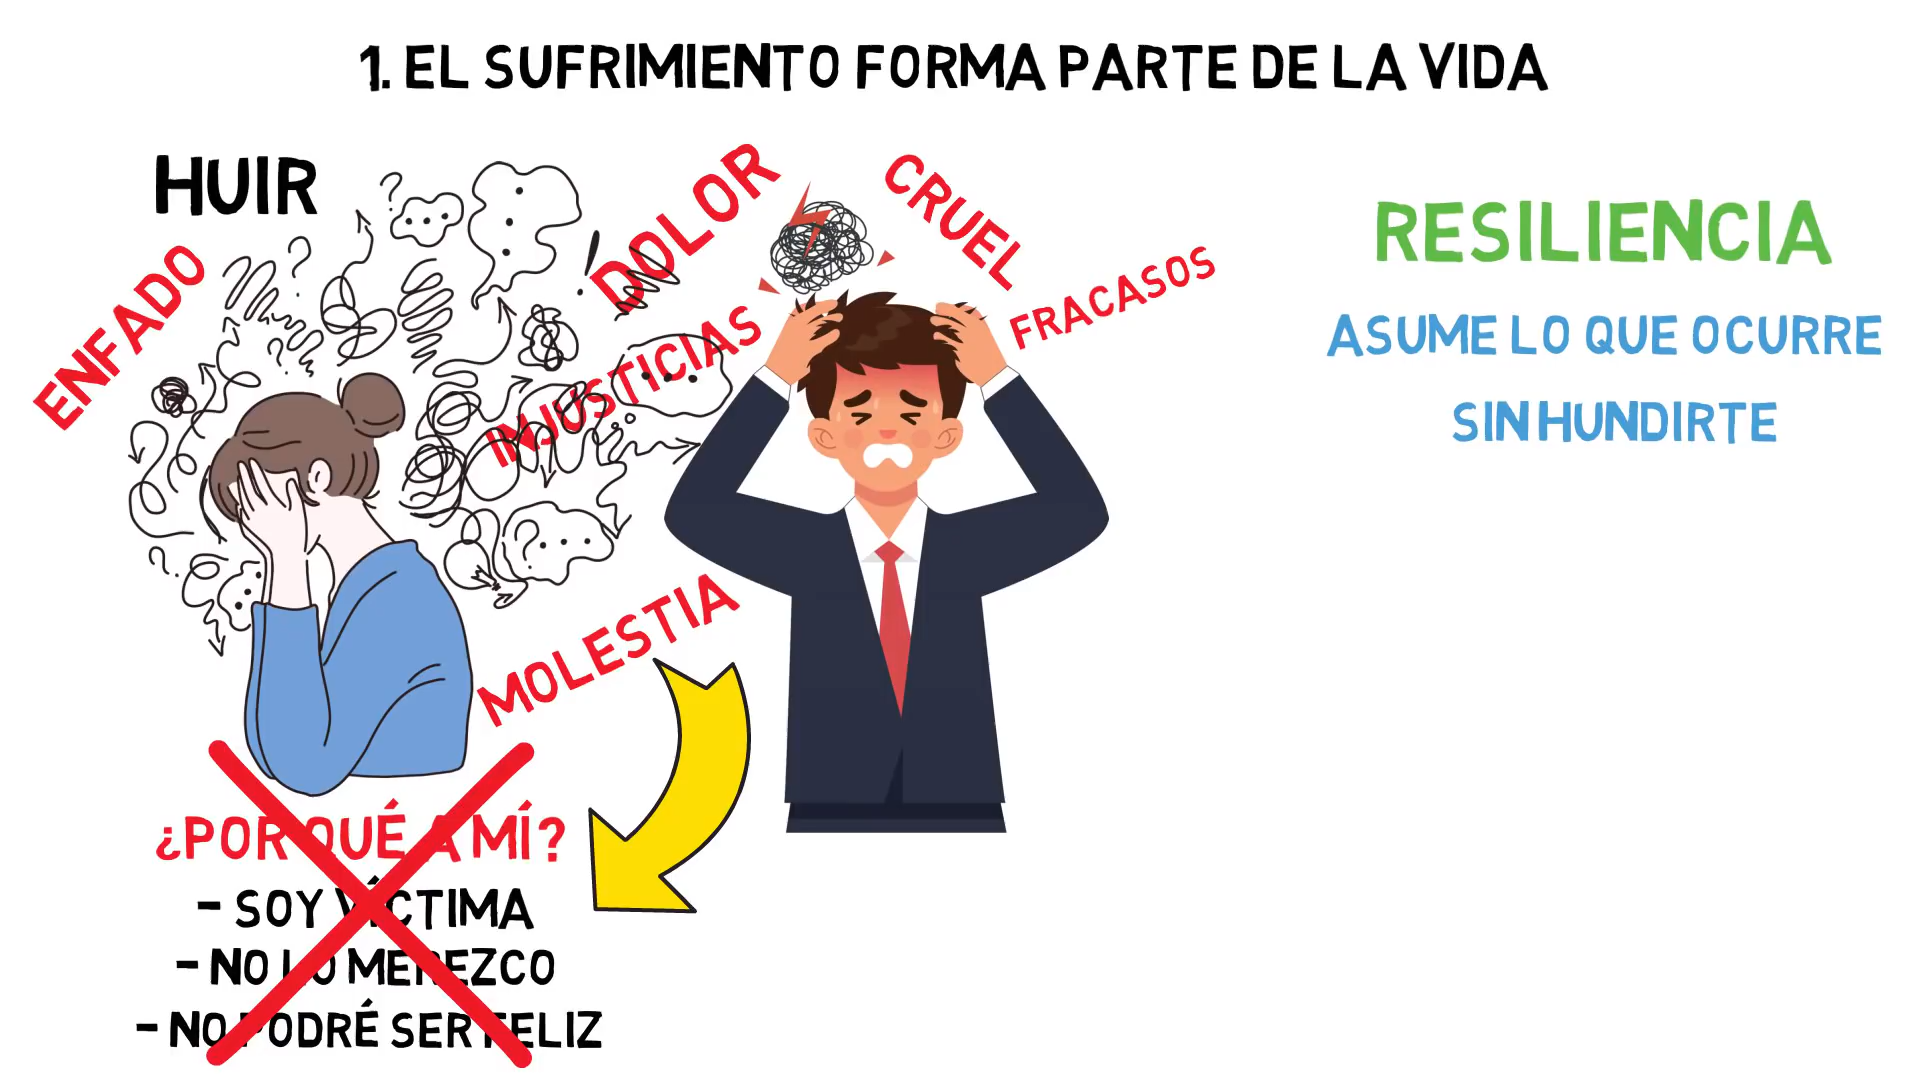 1. EL SUFRIMIENTO FORMA PARTE DE LA VIDA
HUIR
ENFADO
DOLOR
INJUSTICIAS
CRUEL
FRACASOS
MOLESTIA
¿POR QUÉ A MÍ?
- SOY VÍCTIMA
- NO LO MEREZCO
- NO PODRÉ SER FELIZ
RESILIENCIA
ASUME LO QUE OCURRE
SIN HUNDIRTE